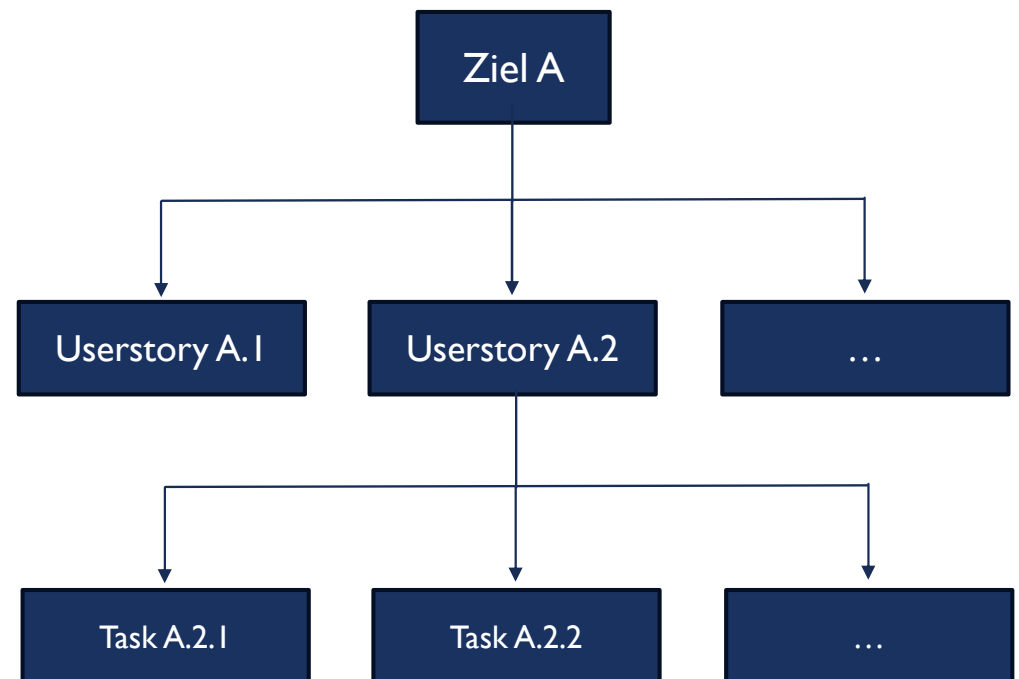 Ziel A
Userstory A.1
Userstory A.2
…
Task A.2.1
Task A.2.2
…